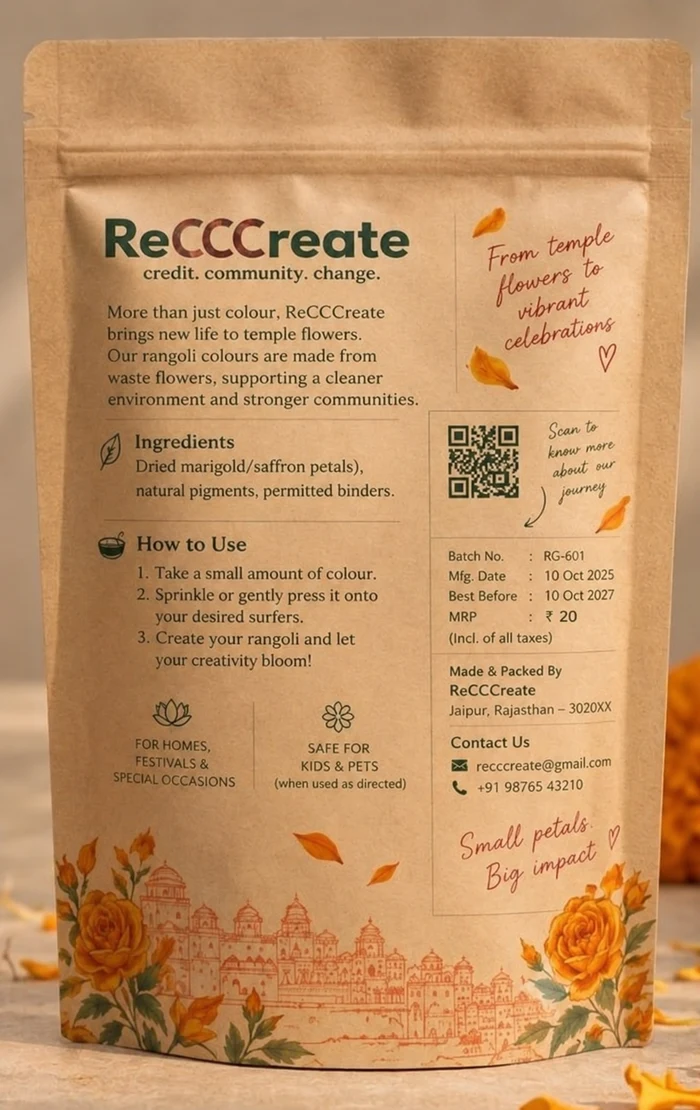 ReCCCreate
credit. community. change.
More than just colour, ReCCCreate
brings new life to temple flowers.
Our rangoli colours are made from
waste flowers, supporting a cleaner
environment and stronger communities.
Ingredients
Dried marigold/saffron petals),
natural pigments, permitted binders.
How to Use
1. Take a small amount of colour.
2. Sprinkle or gently press it onto
your desired surfers.
3. Create your rangoli and let
your creativity bloom!
FOR HOMES,
FESTIVALS &
SPECIAL OCCASIONS
SAFE FOR
KIDS & PETS
(when used as directed)
From temple
flowers to
vibrant
celebrations
Scan to
know more
about our
journey
Batch No. : RG-601
Mfg. Date : 10 Oct 2025
Best Before : 10 Oct 2027
MRP : ₹ 20
(Incl. of all taxes)
Made & Packed By
ReCCCreate
Jaipur, Rajasthan – 3020XX
Contact Us
recccreate@gmail.com
+91 98765 43210
Small petals.
Big impact